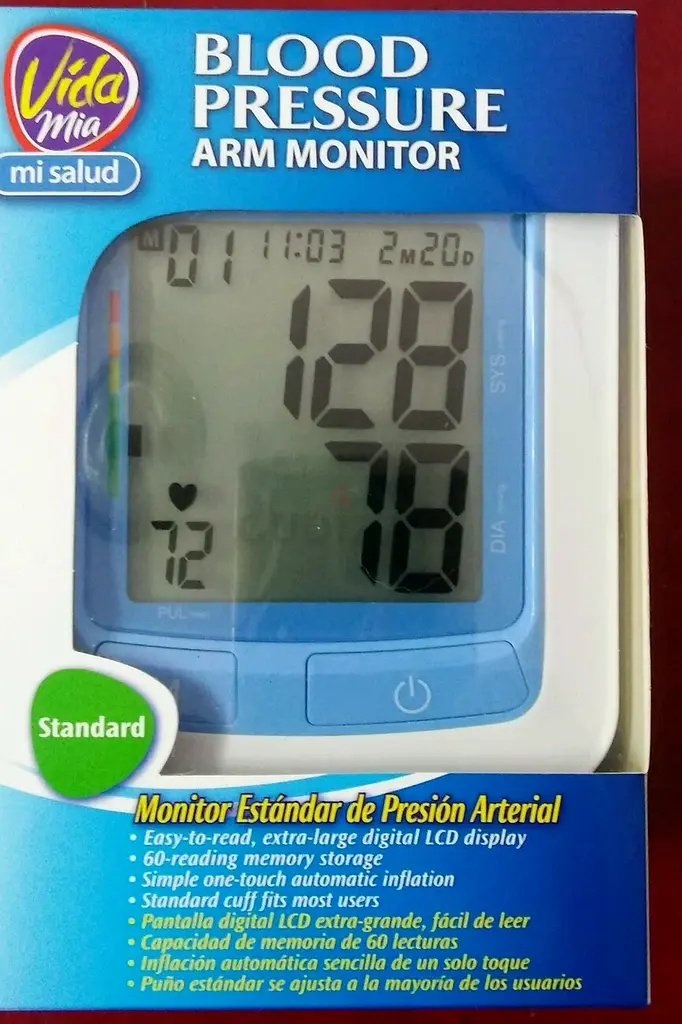 Vida
Mia
mi salud
BLOOD
PRESSURE
ARM MONITOR
M 01 11:03 2M20D
128
SYS
78
DIA
72
PUL
Standard
Monitor Estándar de Presión Arterial
• Easy-to-read, extra-large digital LCD display
• 60-reading memory storage
• Simple one-touch automatic inflation
• Standard cuff fits most users
• Pantalla digital LCD extra-grande, fácil de leer
• Capacidad de memoria de 60 lecturas
• Inflación automática sencilla de un solo toque
• Puño estándar se ajusta a la mayoría de los usuarios